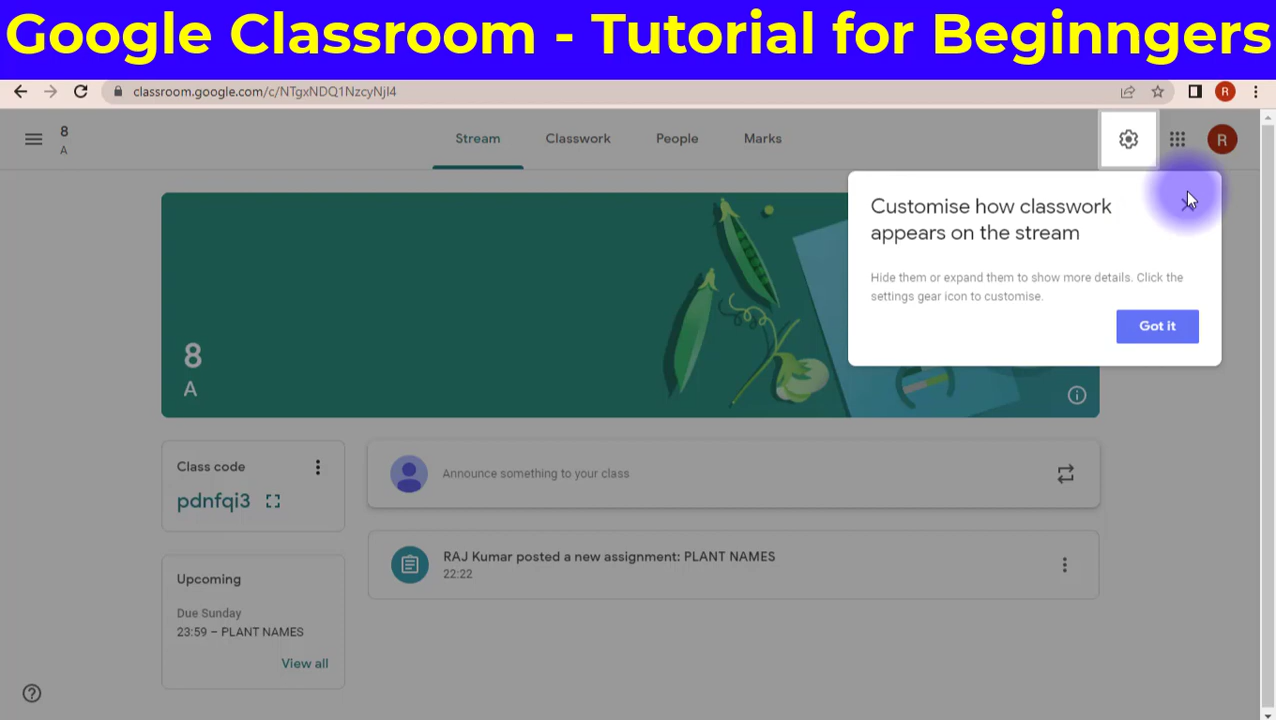 Google Classroom - Tutorial for Beginngers
classroom.google.com/c/NTgxNDQ1NzcyNjI4
R
8
A
Stream
Classwork
People
Marks
R
Customise how classwork
appears on the stream
Hide them or expand them to show more details. Click the
settings gear icon to customise.
Got it
8
A
Class code
pdnfqi3
Announce something to your class
RAJ Kumar posted a new assignment: PLANT NAMES
22:22
Upcoming
Due Sunday
23:59 – PLANT NAMES
View all